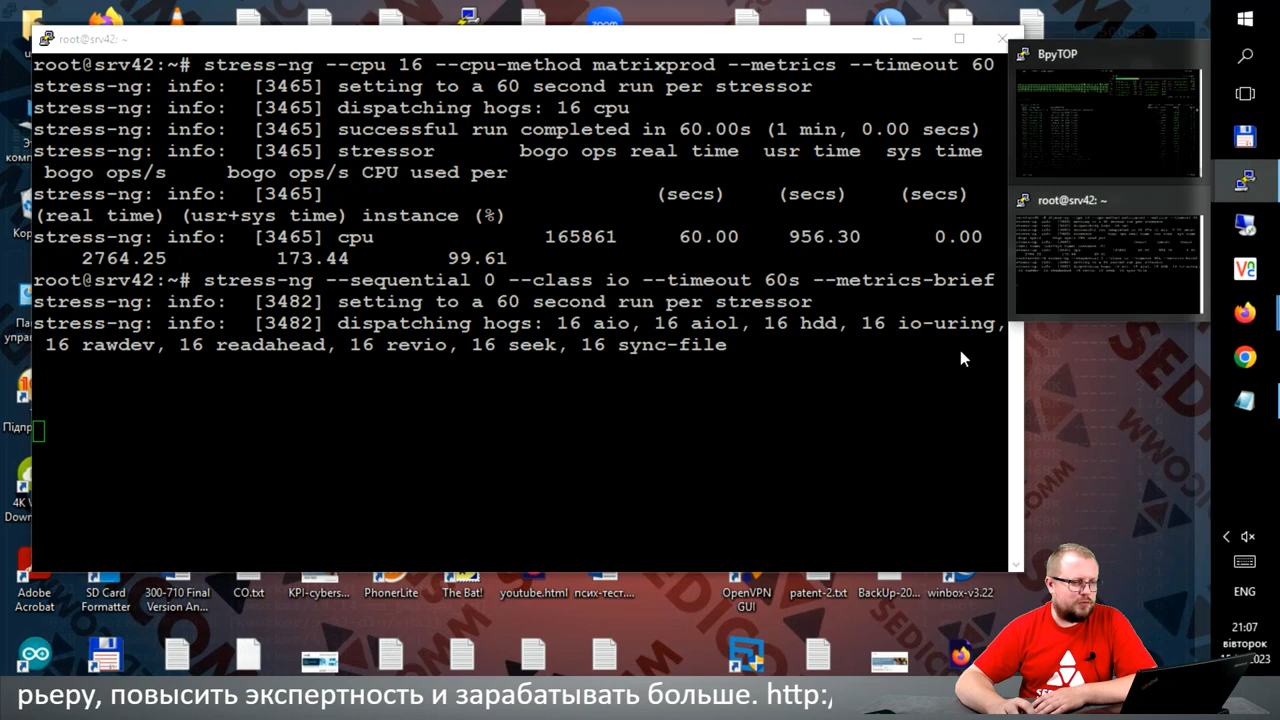 root@srv42: ~
root@srv42:~# stress-ng --cpu 16 --cpu-method matrixprod --metrics --timeout 60
stress-ng: info:  [3465] setting to a 60 second run per stressor
stress-ng: info:  [3465] dispatching hogs: 16 cpu
stress-ng: info:  [3465] successful run completed in 60.00s (1 min, 0.00 secs)
stress-ng: info:  [3465] stressor       bogo ops real time  usr time  sys time
bogo ops/s     bogo ops/s CPU used per
stress-ng: info:  [3465]                           (secs)    (secs)    (secs)
(real time) (usr+sys time) instance (%)
stress-ng: info:  [3465] cpu              165861     60.00    956.30      0.00
2764.25         173.44        99.61
root@srv42:~# stress-ng --sequential 0 --class io --timeout 60s --metrics-brief
stress-ng: info:  [3482] setting to a 60 second run per stressor
stress-ng: info:  [3482] dispatching hogs: 16 aio, 16 aiol, 16 hdd, 16 io-uring,
16 rawdev, 16 readahead, 16 revio, 16 seek, 16 sync-file
ВpyTOP
root@srv42: ~
zoom
4K V
Down
Adobe
Acrobat
SD Card
Formatter
300-710 Final
Version An...
CO.txt
KPI-cybers...
PhonerLite
The Bat!
youtube.html
псих-тест....
OpenVPN
GUI
patent-2.txt
BackUp-20...
winbox-v3.22
ENG
21:07
вівторок
2023
SEDICOMM
рьеру, повысить экспертность и зарабатывать больше. http:/